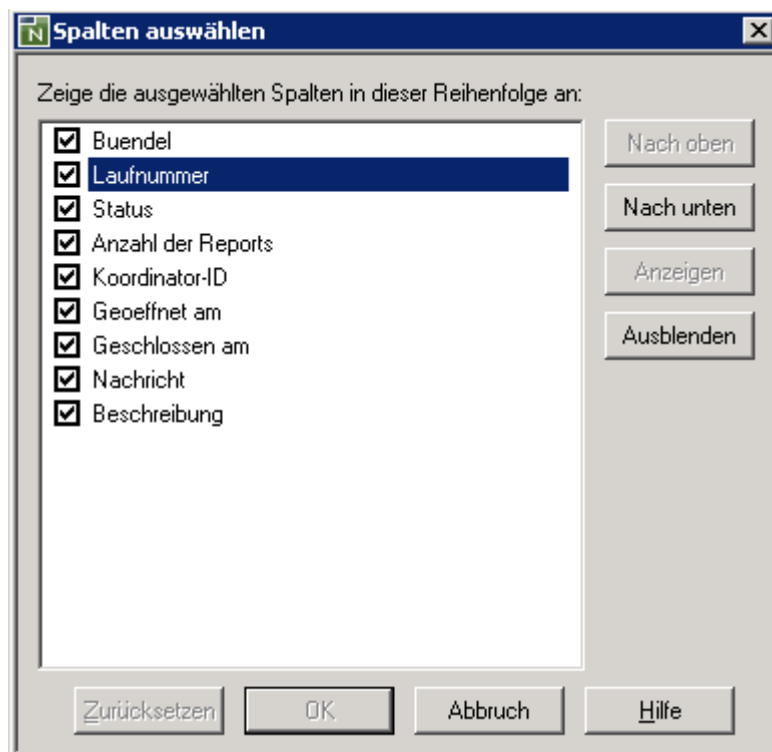 Spalten auswählen
Zeige die ausgewählten Spalten in dieser Reihenfolge an:
Buendel
Laufnummer
Status
Anzahl der Reports
Koordinator-ID
Geoeffnet am
Geschlossen am
Nachricht
Beschreibung
Nach oben
Nach unten
Anzeigen
Ausblenden
Zurücksetzen OK Abbruch Hilfe